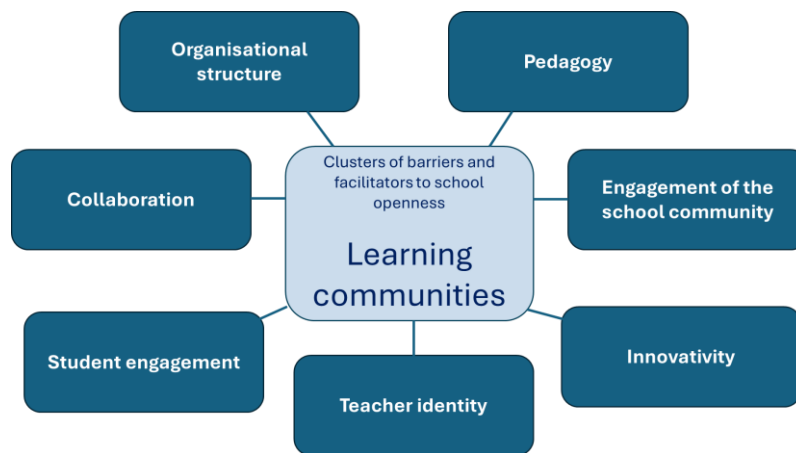 Organisational
structure
Pedagogy
Clusters of barriers and
facilitators to school
openness
Learning
communities
Collaboration
Engagement of the
school community
Student engagement
Innovativity
Teacher identity